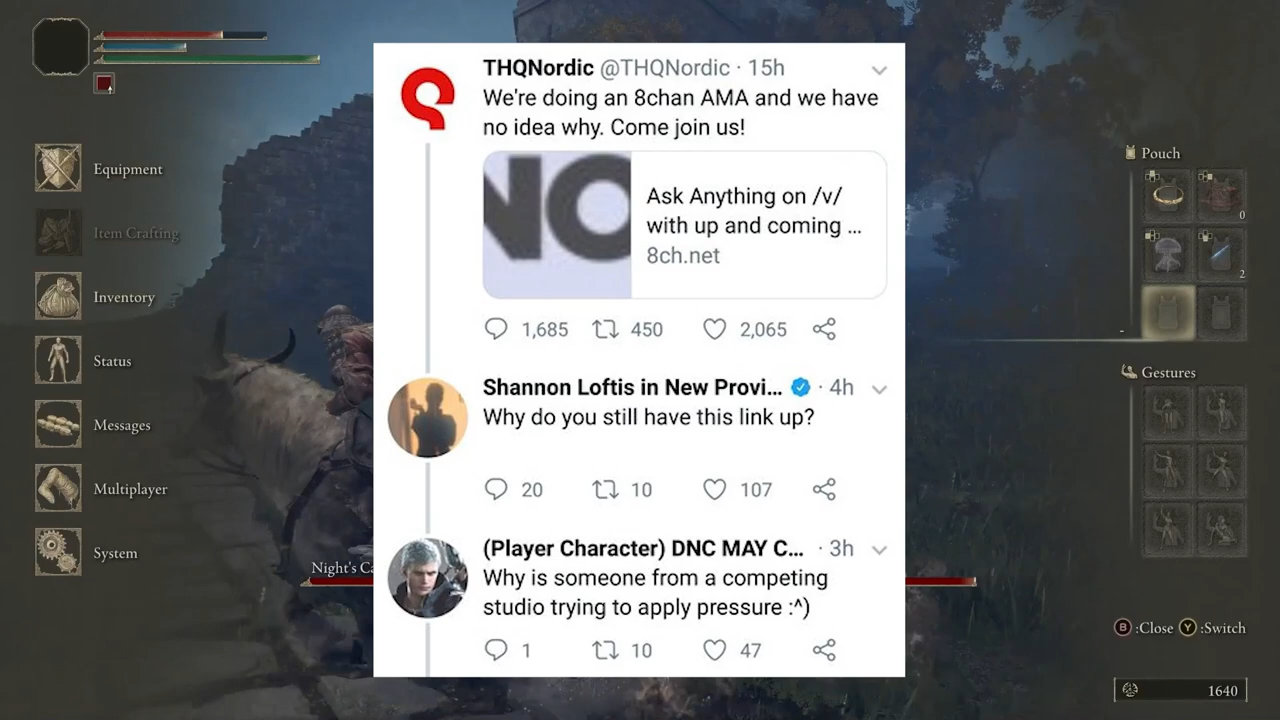 THQNordic @THQNordic · 15h
We're doing an 8chan AMA and we have
no idea why. Come join us!
NO
Ask Anything on /v/
with up and coming ...
8ch.net
1,685 450 2,065
Shannon Loftis in New Provi... · 4h
Why do you still have this link up?
20 10 107
(Player Character) DNC MAY C... · 3h
Why is someone from a competing
studio trying to apply pressure :^)
1 10 47
Equipment
Item Crafting
Inventory
Status
Messages
Multiplayer
System
Night's Ca
Pouch
0
2
Gestures
B :Close Y :Switch
1640